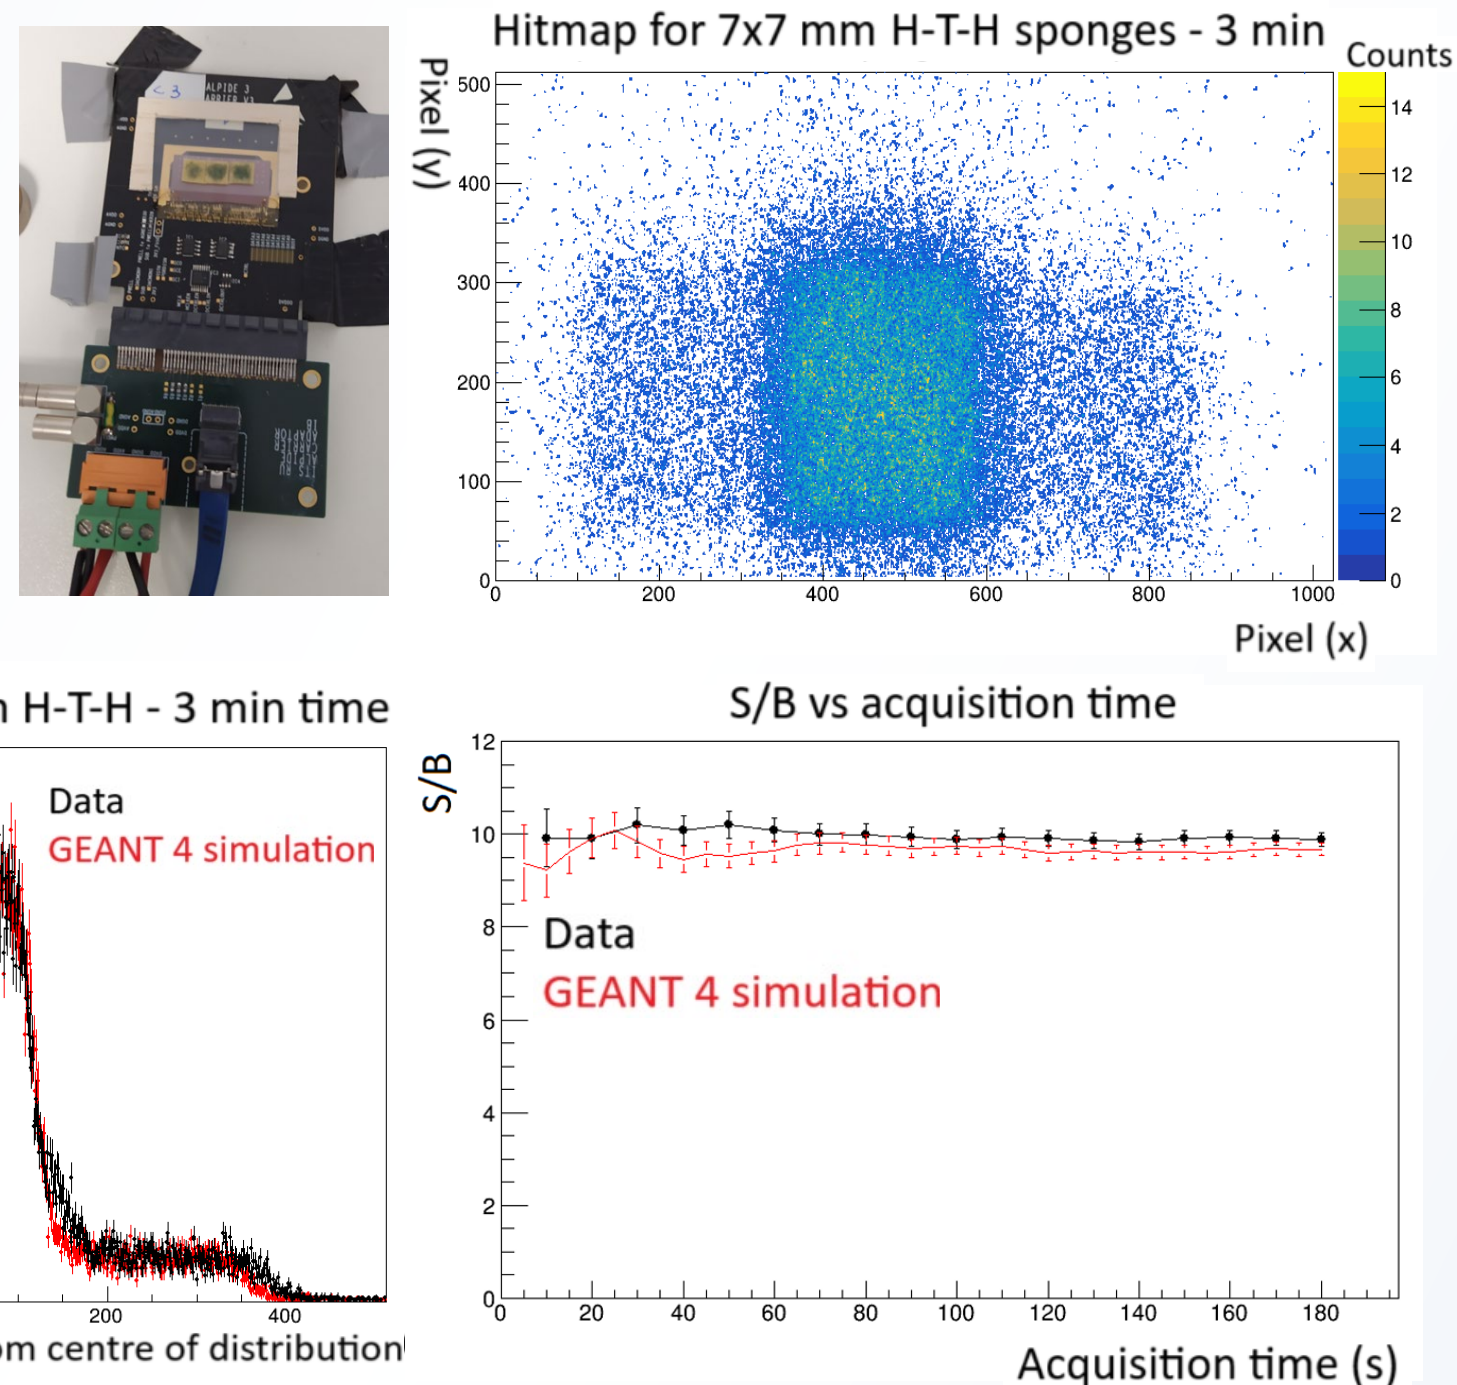 Hitmap for 7x7 mm H-T-H sponges - 3 min
Counts
Pixel (y)
500
400
300
200
100
0
0 200 400 600 800 1000
14
12
10
8
6
4
2
0
Pixel (x)
C 3
ALPIDE 3
H-T-H - 3 min time
Data
GEANT 4 simulation
200 400
centre of distribution
S/B vs acquisition time
S/B
12
10
8
6
4
2
0
Data
GEANT 4 simulation
0 20 40 60 80 100 120 140 160 180
Acquisition time (s)